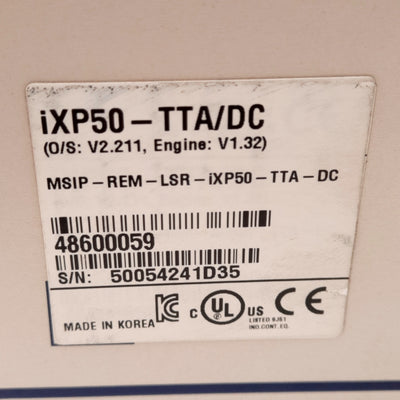 iXP50-TTA/DC
(O/S: V2.211, Engine: V1.32)
MSIP-REM-LSR-iXP50-TTA-DC
48600059
S/N: 50054241D35
MADE IN KOREA
c UL US CE
LISTED 9J51
IND.CONT.EQ.